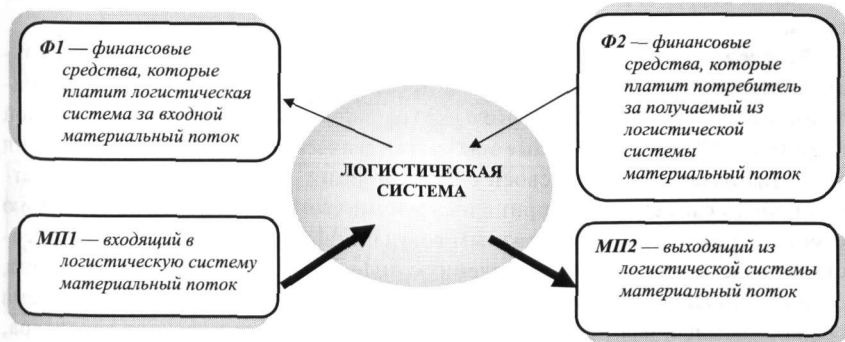 Ф1 — финансовые
средства, которые
платит логистическая
система за входной
материальный поток
Ф2 — финансовые
средства, которые
платит потребитель
за получаемый из
логистической
системы
материальный поток
ЛОГИСТИЧЕСКАЯ
СИСТЕМА
МП1 — входящий в
логистическую систему
материальный поток
МП2 — выходящий из
логистической системы
материальный поток